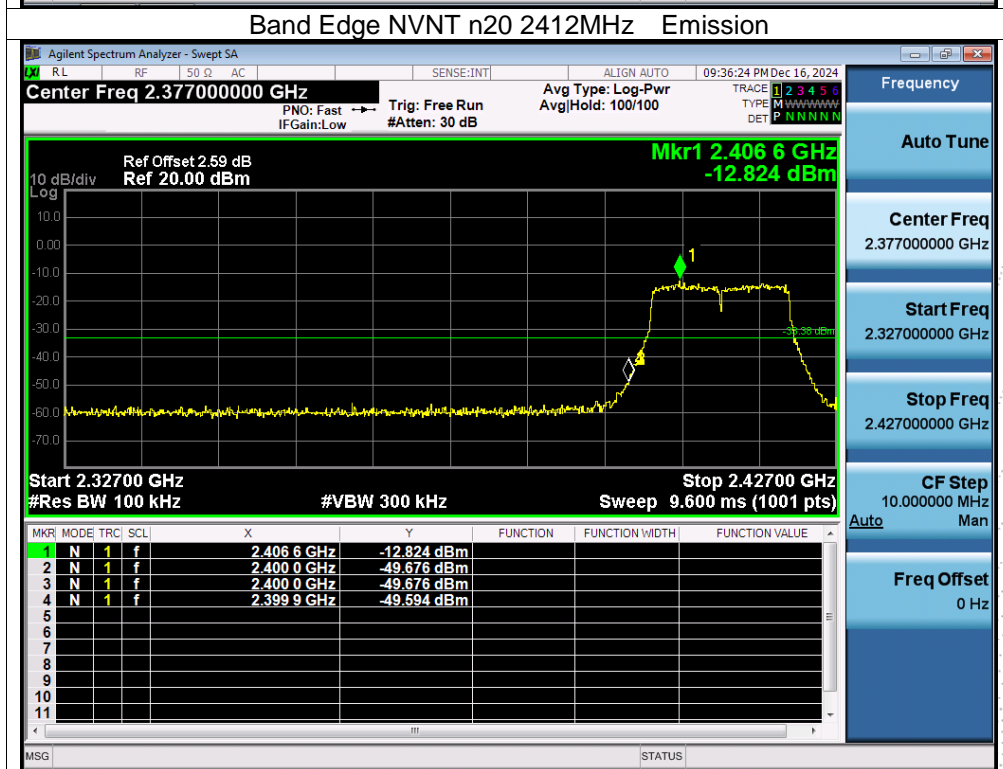 Band Edge NVNT n20 2412MHz Emission
Agilent Spectrum Analyzer - Swept SA
LXI RL RF 50 Ω AC SENSE:INT ALIGN AUTO 09:36:24 PM Dec 16, 2024
Center Freq 2.377000000 GHz
PNO: Fast
IFGain:Low
Trig: Free Run
#Atten: 30 dB
Avg Type: Log-Pwr
Avg|Hold: 100/100
TRACE 1 2 3 4 5 6
TYPE M WWWWW
DET P N N N N N
Ref Offset 2.59 dB
Ref 20.00 dBm
10 dB/div
Log
Mkr1 2.406 6 GHz
-12.824 dBm
10.0
0.00
-10.0
-20.0
-30.0
-40.0
-50.0
-60.0
-70.0
1
Start 2.32700 GHz Stop 2.42700 GHz
#Res BW 100 kHz #VBW 300 kHz Sweep 9.600 ms (1001 pts)
MKR MODE TRC SCL X Y FUNCTION FUNCTION WIDTH FUNCTION VALUE
1 N 1 f 2.406 6 GHz -12.824 dBm
2 N 1 f 2.400 0 GHz -49.676 dBm
3 N 1 f 2.400 0 GHz -49.676 dBm
4 N 1 f 2.399 9 GHz -49.594 dBm
5
6
7
8
9
10
11
MSG STATUS
Frequency
Auto Tune
Center Freq
2.377000000 GHz
Start Freq
2.327000000 GHz
Stop Freq
2.427000000 GHz
CF Step
10.000000 MHz
Auto Man
Freq Offset
0 Hz